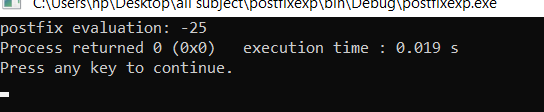 C:\Users\hp\Desktop\all subject\postfixexp\bin\Debug\postfixexp.exe
postfix evaluation: -25
Process returned 0 (0x0)   execution time : 0.019 s
Press any key to continue.